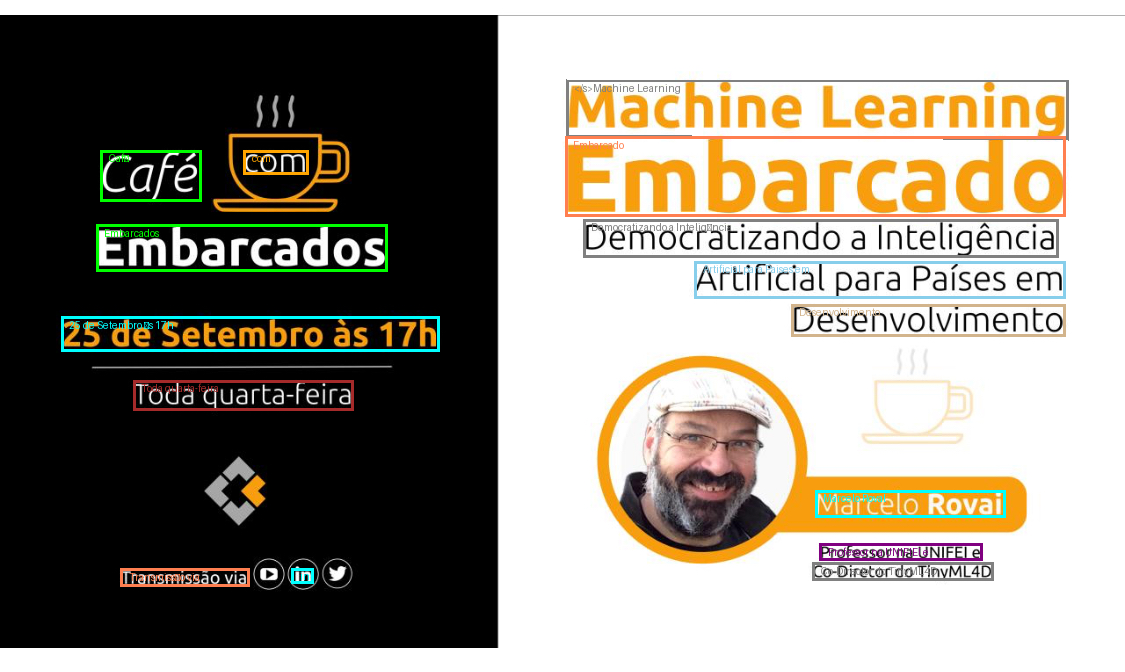 Café com
Embarcados
25 de Setembro às 17h
Toda quarta-feira
Transmissão via in
Machine Learning
Embarcado
Democratizando a Inteligência
Artificial para Países em
Desenvolvimento
Marcelo Rovai
Professor na UNIFEI e
Co-Diretor do TinyML4D